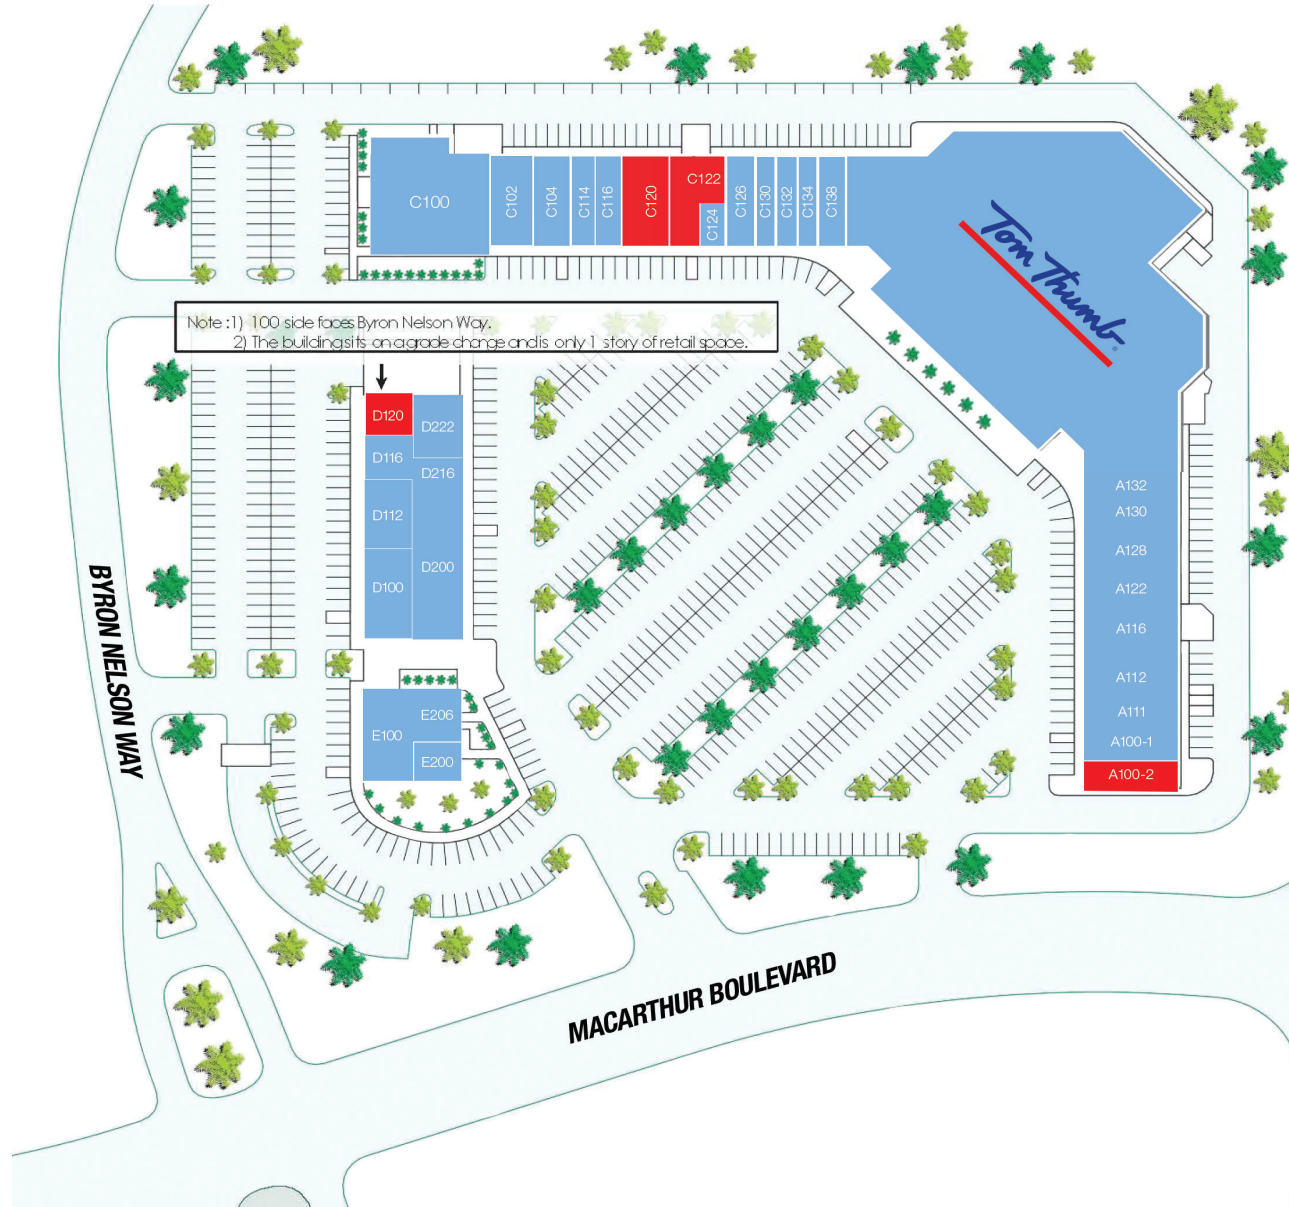 C100
C102
C104
C114
C116
C120
C122
C124
C126
C130
C132
C134
C138
Tom Thumb®
Note :1) 100 side faces Byron Nelson Way.
2) The building sits on a grade change and is only 1 story of retail space.
D120
D222
D116
D216
D112
D200
D100
E206
E100
E200
A132
A130
A128
A122
A116
A112
A111
A100-1
A100-2
BYRON NELSON WAY
MACARTHUR BOULEVARD